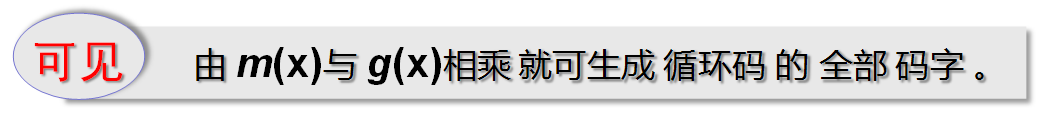 可见 由 m(x)与 g(x)相乘 就可生成 循环码 的 全部 码字 。